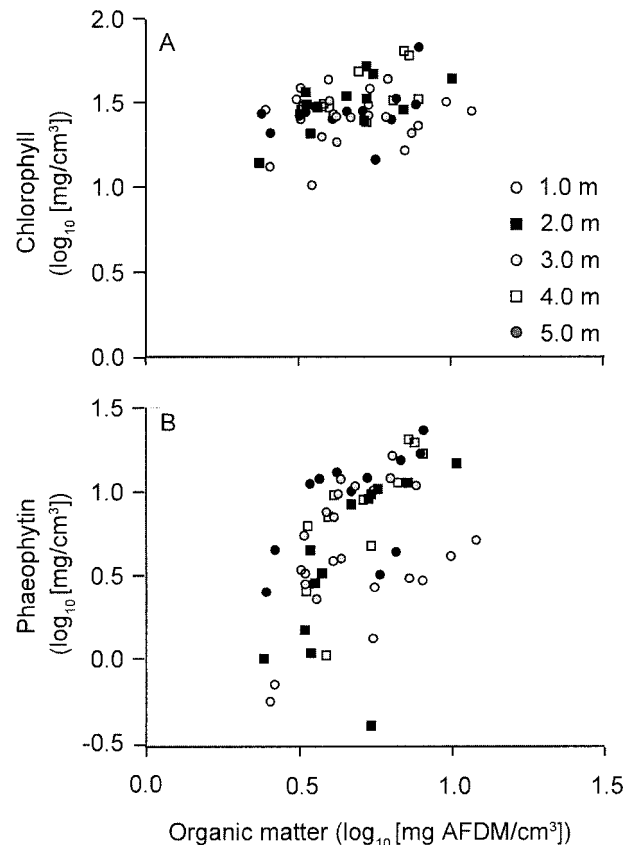 A
2.0
1.5
1.0
0.5
0.0
Chlorophyll
(log₁₀ [mg/cm³])
1.0 m
2.0 m
3.0 m
4.0 m
5.0 m
B
1.5
1.0
0.5
0.0
-0.5
Phaeophytin
(log₁₀ [mg/cm³])
0.0 0.5 1.0 1.5
Organic matter (log₁₀ [mg AFDM/cm³])